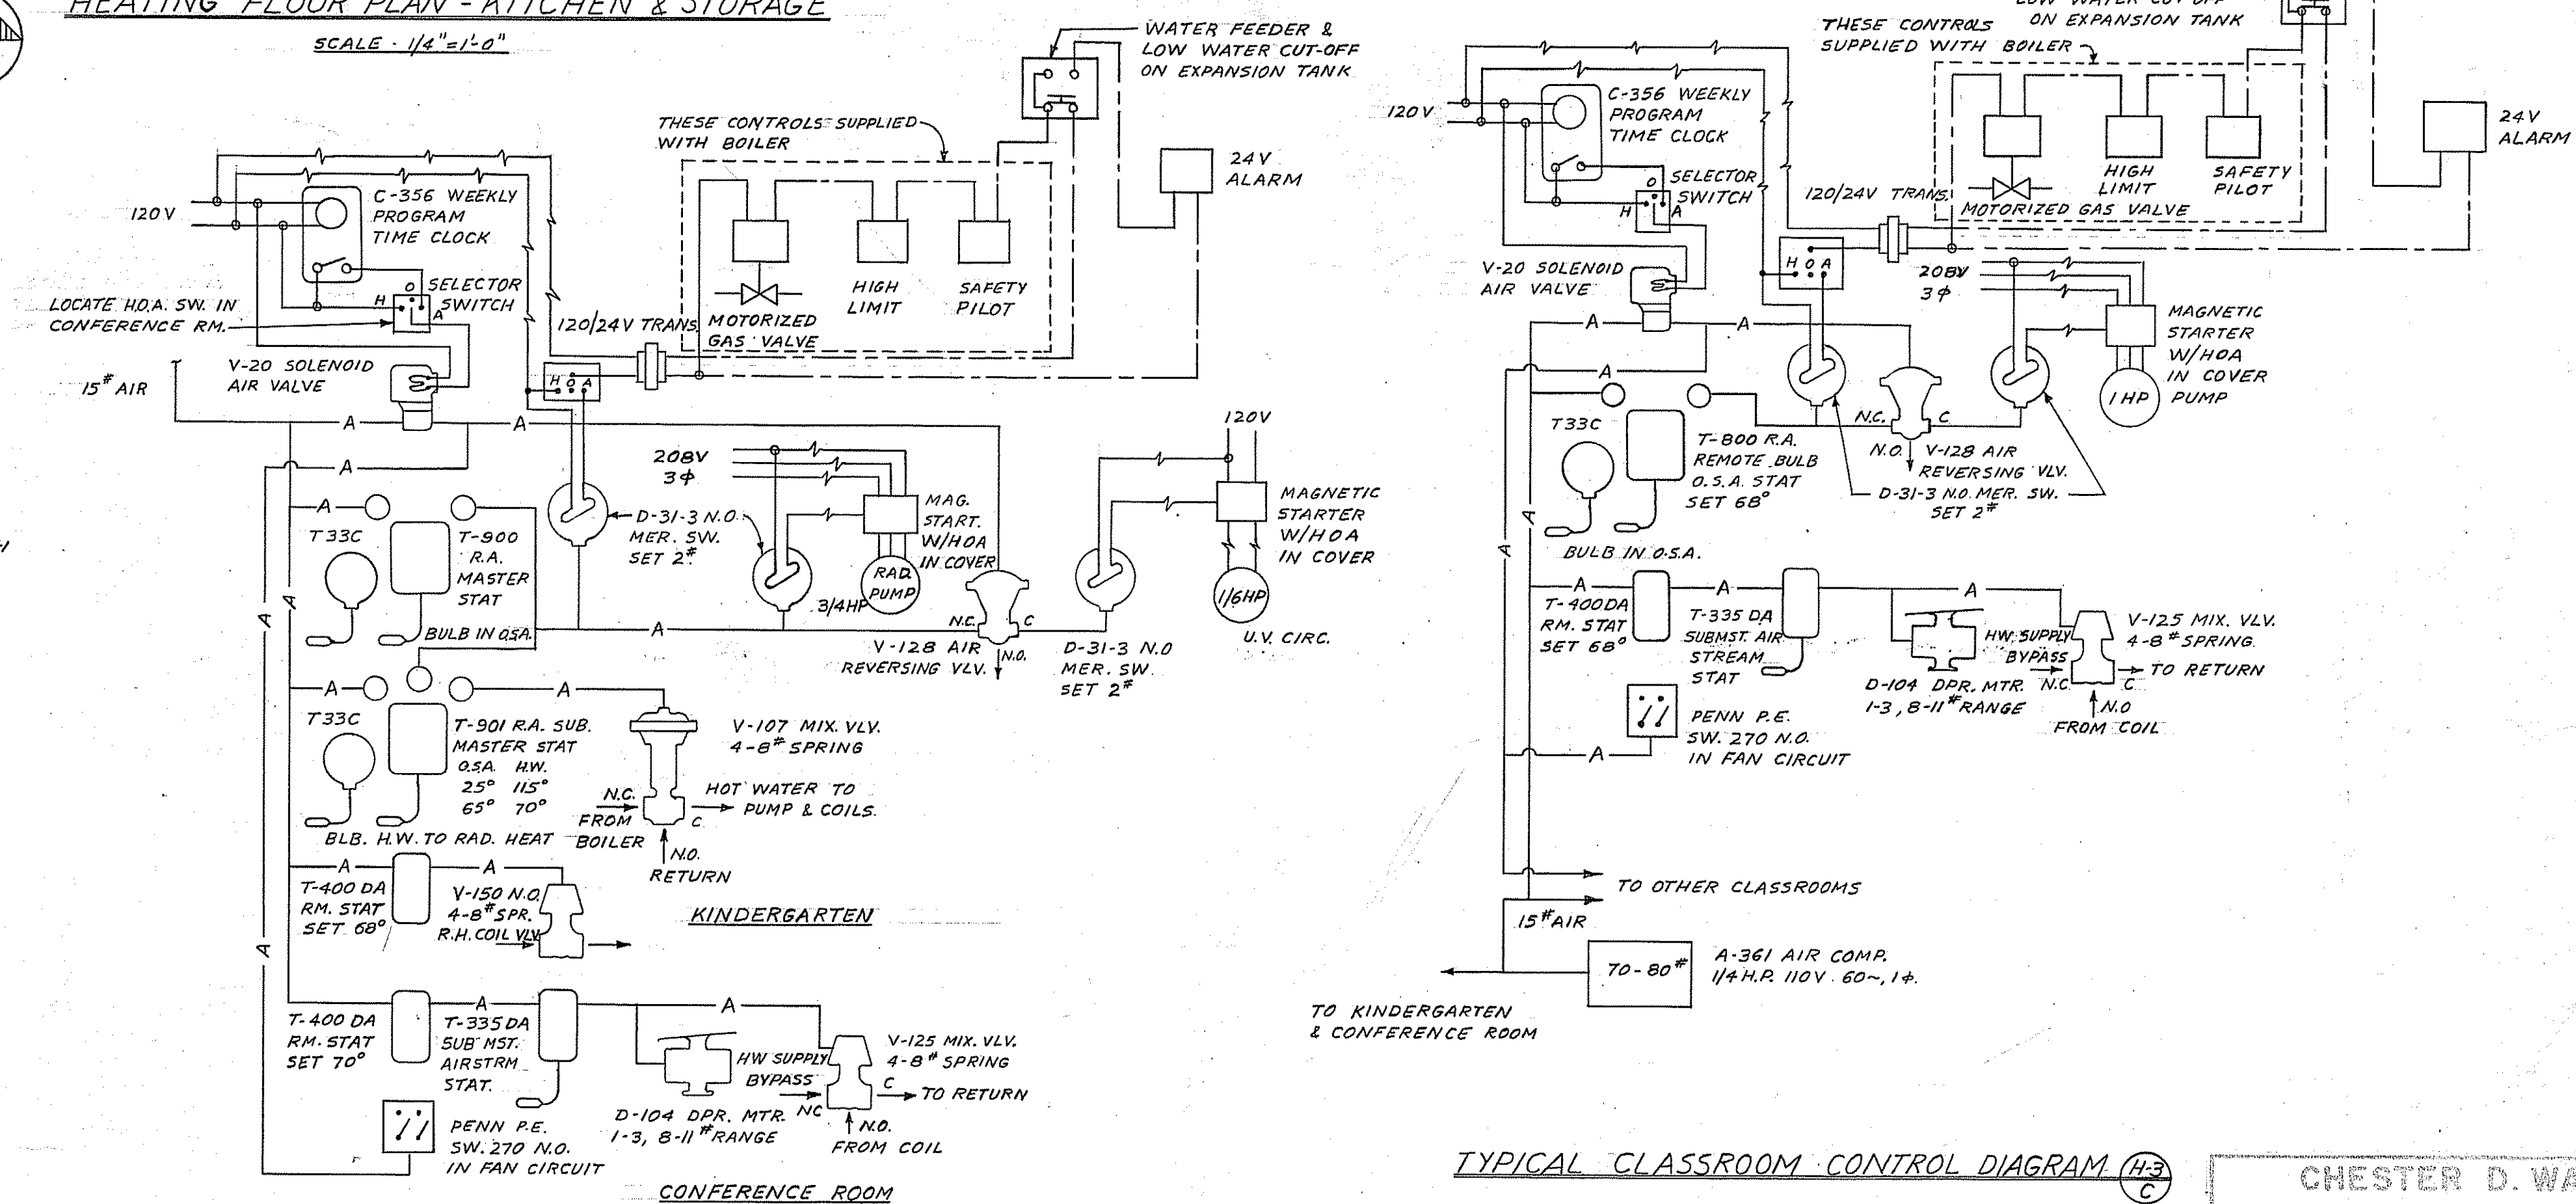 HEATING FLOOR PLAN - KITCHEN & STORAGE
SCALE - 1/4"=1'-0"
WATER FEEDER &
LOW WATER CUT-OFF
ON EXPANSION TANK
THESE CONTROLS SUPPLIED
WITH BOILER
24V
ALARM
C-356 WEEKLY
PROGRAM
TIME CLOCK
120V
SELECTOR
SWITCH
H O A
LOCATE H.O.A. SW. IN
CONFERENCE RM.
HIGH
LIMIT
SAFETY
PILOT
120/24V TRANS.
MOTORIZED
GAS VALVE
V-20 SOLENOID
AIR VALVE
15# AIR
H O A
A
A
A
120V
208V
3ϕ
MAG.
START.
W/HOA
IN COVER
MAGNETIC
STARTER
W/HOA
IN COVER
A
T33C
T-900
R.A.
MASTER
STAT
D-31-3 N.O.
MER. SW.
SET 2#
RAD.
PUMP
3/4HP
1/6HP
A
A
BULB IN O.S.A.
A
N.C.
C
U.V. CIRC.
V-128 AIR
REVERSING VLV.
N.O.
D-31-3 N.O
MER. SW
SET 2#
A
A
T33C
T-901 R.A. SUB.
MASTER STAT
O.S.A. H.W.
25° 115°
65° 70°
V-107 MIX. VLV.
4-8# SPRING
N.C.
FROM
BOILER
HOT WATER TO
PUMP & COILS.
C
BLB. H.W. TO RAD. HEAT
N.O.
RETURN
A
A
T-400 DA
RM. STAT
SET 68°
V-150 N.O.
4-8# SPR.
R.H. COIL VLV
KINDERGARTEN
A
A
A
T-400 DA
RM. STAT
SET 70°
T-335 DA
SUB MST.
AIRSTRM
STAT.
HW SUPPLY
BYPASS
V-125 MIX. VLV.
4-8# SPRING
C
TO RETURN
D-104 DPR. MTR.
1-3, 8-11# RANGE
NC
N.O.
FROM COIL
PENN P.E.
SW. 270 N.O.
IN FAN CIRCUIT
CONFERENCE ROOM
LOW WATER CUT-OFF
ON EXPANSION TANK
THESE CONTROLS
SUPPLIED WITH BOILER
C-356 WEEKLY
PROGRAM
TIME CLOCK
120V
24V
ALARM
SELECTOR
SWITCH
H O A
HIGH
LIMIT
SAFETY
PILOT
120/24V TRANS.
MOTORIZED GAS VALVE
H O A
V-20 SOLENOID
AIR VALVE
208V
3ϕ
A
A
A
MAGNETIC
STARTER
W/HOA
IN COVER
PUMP
1 HP
T33C
T-800 R.A.
REMOTE BULB
O.S.A. STAT
SET 68°
N.C.
C
N.O.
V-128 AIR
REVERSING VLV.
D-31-3 N.O. MER. SW.
SET 2#
A
A
BULB IN O.S.A.
A
A
A
T-400 DA
RM. STAT
SET 68°
T-335 DA
SUBMST. AIR
STREAM
STAT
HW SUPPLY
BYPASS
V-125 MIX. VLV.
4-8# SPRING
TO RETURN
D-104 DPR. MTR.
1-3, 8-11# RANGE
N.C.
C
N.O
FROM COIL
PENN P.E.
SW. 270 N.O.
IN FAN CIRCUIT
A
TO OTHER CLASSROOMS
15# AIR
70-80#
A-361 AIR COMP.
1/4 H.P. 110V. 60~, 1ϕ.
TO KINDERGARTEN
& CONFERENCE ROOM
TYPICAL CLASSROOM CONTROL DIAGRAM
H-3
C
CHESTER D. WA